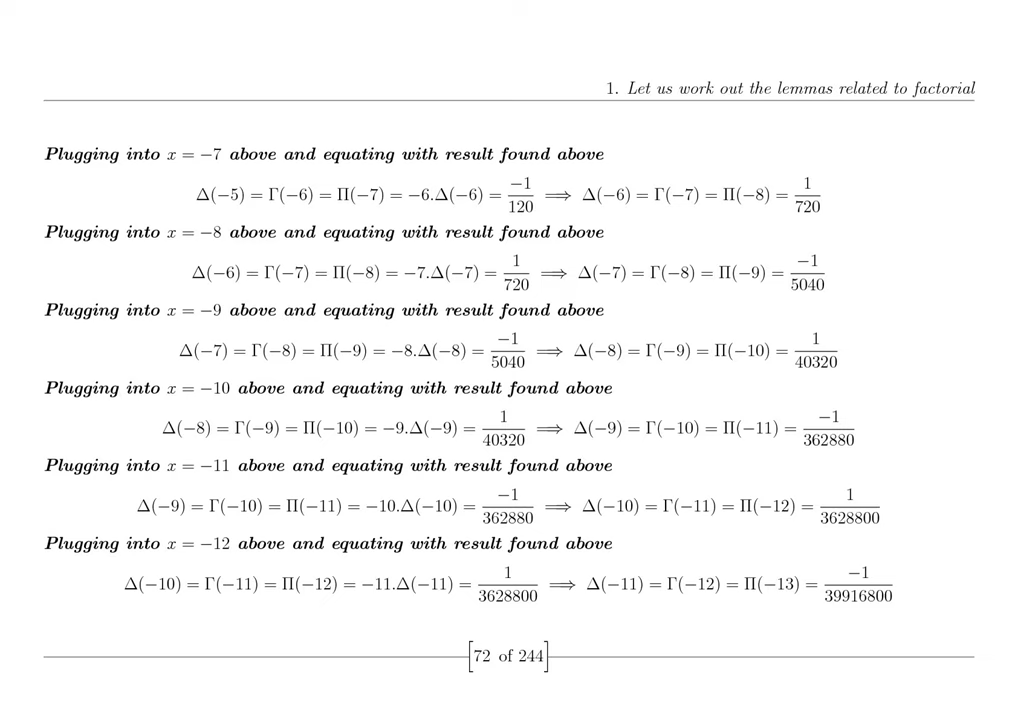 1. Let us work out the lemmas related to factorial
Plugging into x = −7 above and equating with result found above
Δ(−5) = Γ(−6) = Π(−7) = −6.Δ(−6) = −1/120 ⟹ Δ(−6) = Γ(−7) = Π(−8) = 1/720
Plugging into x = −8 above and equating with result found above
Δ(−6) = Γ(−7) = Π(−8) = −7.Δ(−7) = 1/720 ⟹ Δ(−7) = Γ(−8) = Π(−9) = −1/5040
Plugging into x = −9 above and equating with result found above
Δ(−7) = Γ(−8) = Π(−9) = −8.Δ(−8) = −1/5040 ⟹ Δ(−8) = Γ(−9) = Π(−10) = 1/40320
Plugging into x = −10 above and equating with result found above
Δ(−8) = Γ(−9) = Π(−10) = −9.Δ(−9) = 1/40320 ⟹ Δ(−9) = Γ(−10) = Π(−11) = −1/362880
Plugging into x = −11 above and equating with result found above
Δ(−9) = Γ(−10) = Π(−11) = −10.Δ(−10) = −1/362880 ⟹ Δ(−10) = Γ(−11) = Π(−12) = 1/3628800
Plugging into x = −12 above and equating with result found above
Δ(−10) = Γ(−11) = Π(−12) = −11.Δ(−11) = 1/3628800 ⟹ Δ(−11) = Γ(−12) = Π(−13) = −1/39916800
[72 of 244]